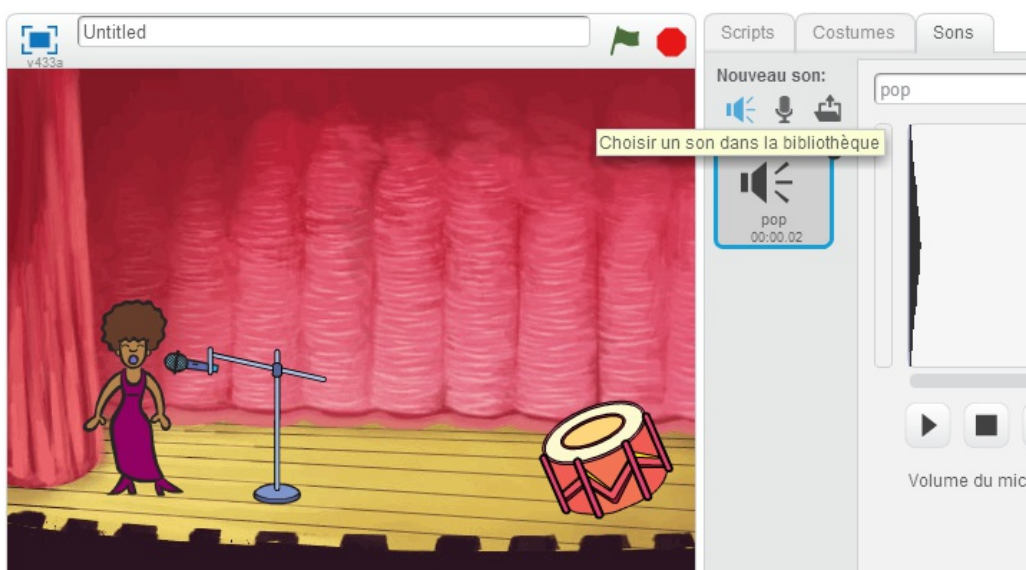 Untitled
v433a
Scripts
Costumes
Sons
Nouveau son:
pop
Choisir un son dans la bibliothèque
pop
00:00.02
Volume du mic